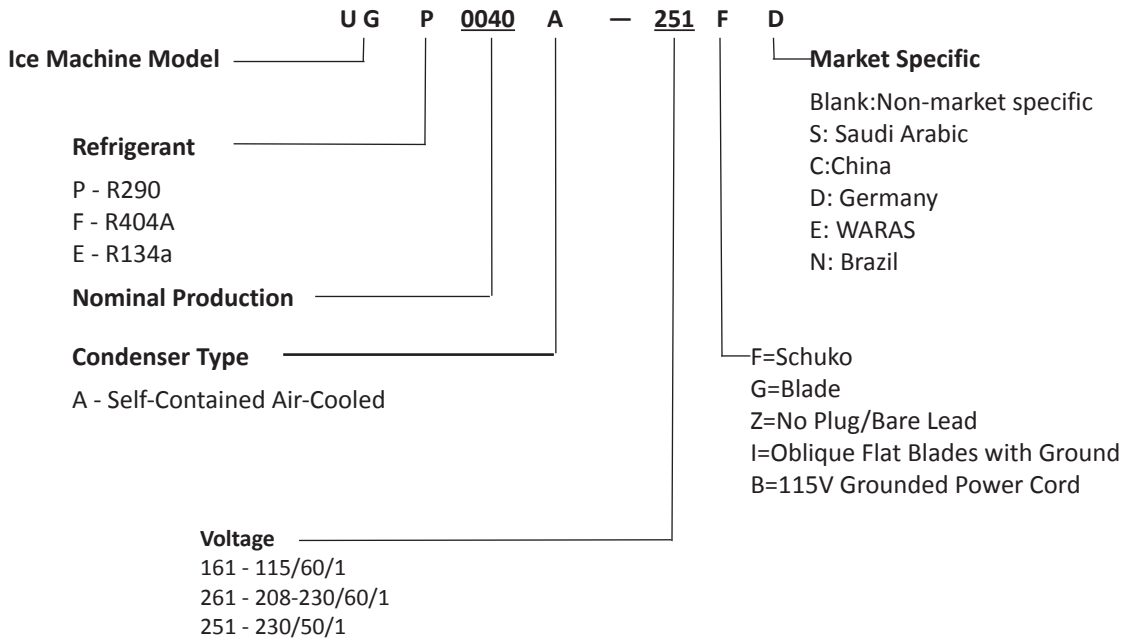 UG P 0040 A — 251 F D
Ice Machine Model
Market Specific
Blank:Non-market specific
S: Saudi Arabic
C:China
D: Germany
E: WARAS
N: Brazil
Refrigerant
P - R290
F - R404A
E - R134a
Nominal Production
Condenser Type
A - Self-Contained Air-Cooled
F=Schuko
G=Blade
Z=No Plug/Bare Lead
I=Oblique Flat Blades with Ground
B=115V Grounded Power Cord
Voltage
161 - 115/60/1
261 - 208-230/60/1
251 - 230/50/1